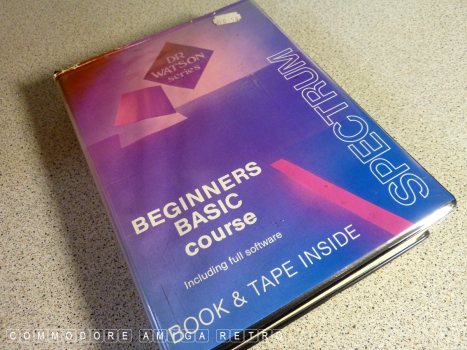 DR
WATSON
series
SPECTRUM
BEGINNERS
BASIC
course
Including full software
BOOK & TAPE INSIDE
COMMODORE AMIGA RETRO